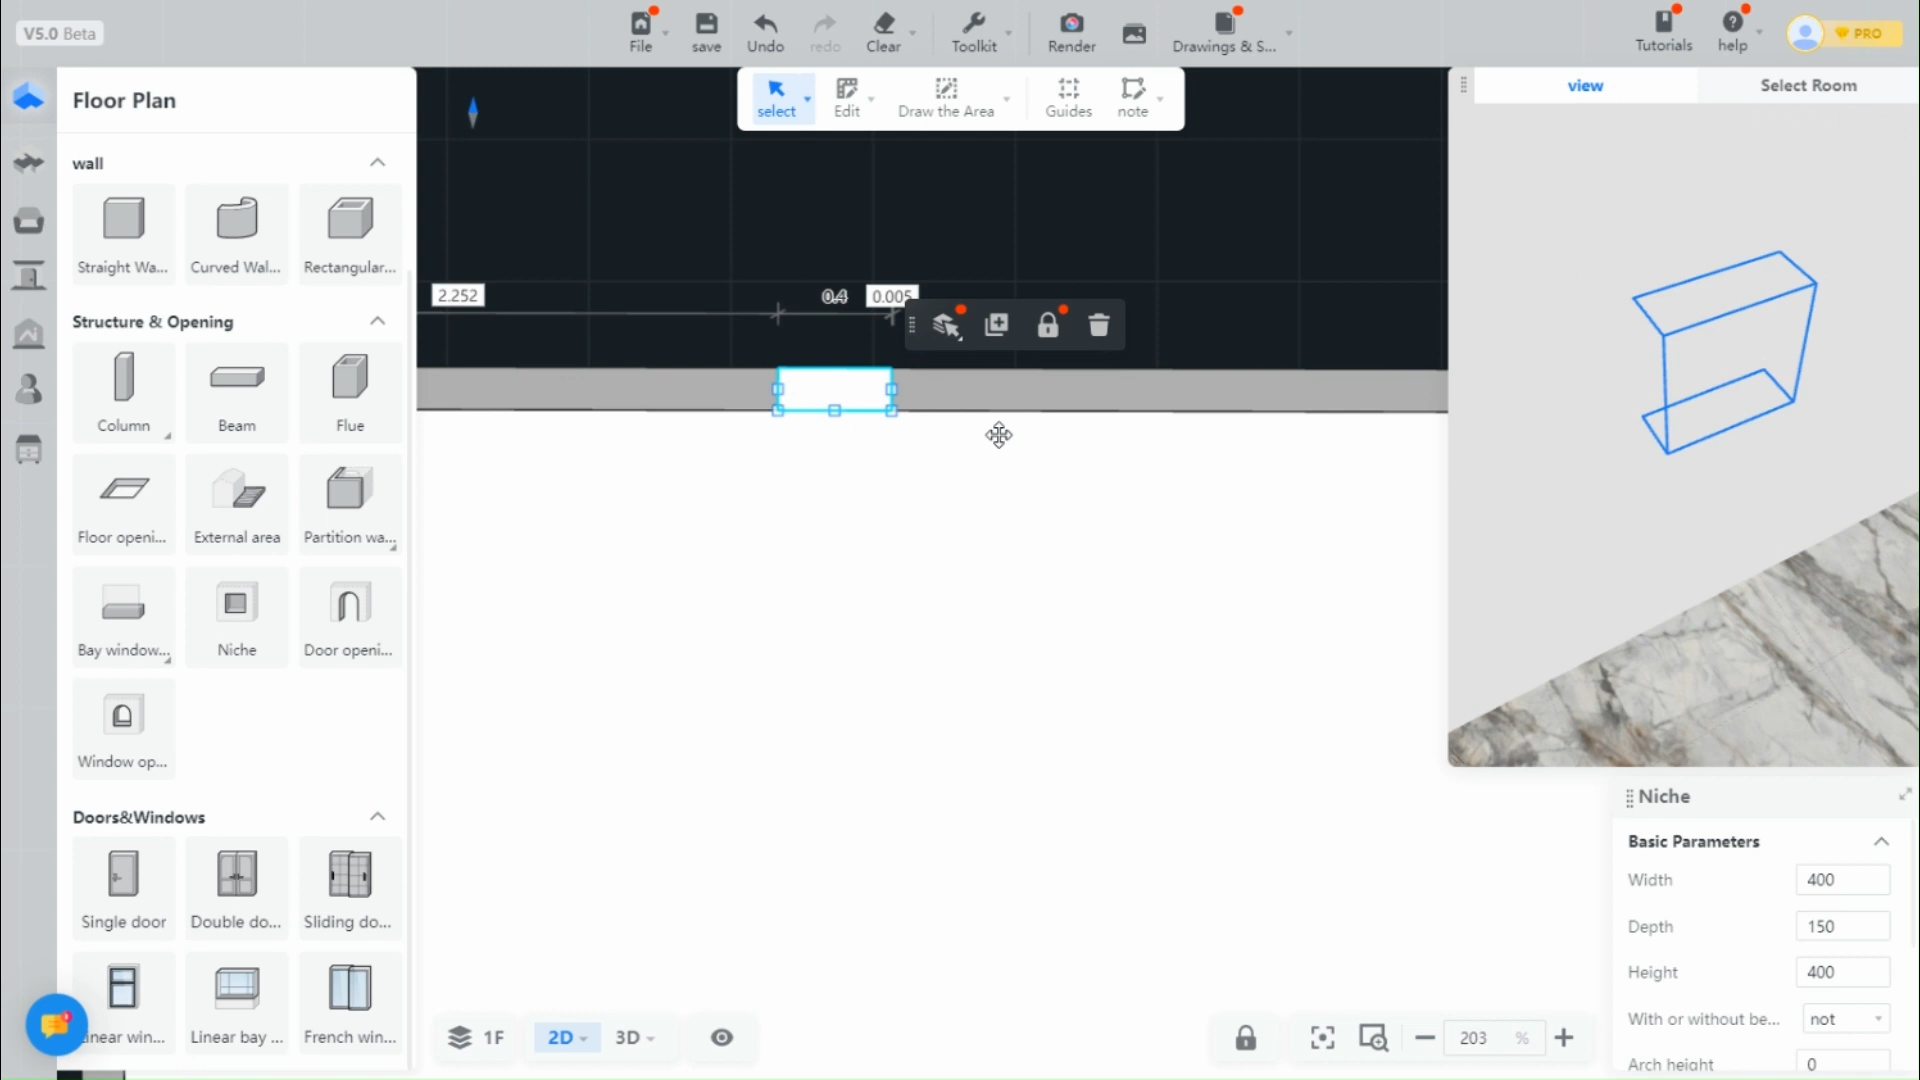 V5.0 Beta
File
save
Undo
redo
Clear
Toolkit
Render
Drawings & S...
Tutorials
help
PRO
Floor Plan
select
Edit
Draw the Area
Guides
note
view
Select Room
wall
Straight Wa...
Curved Wal...
Rectangular...
2.252
0.4
0.005
Structure & Opening
Column
Beam
Flue
Floor openi...
External area
Partition wa...
Bay window...
Niche
Door openi...
Window op...
Doors&Windows
Single door
Double do...
Sliding do...
inear win...
Linear bay ...
French win...
1F
2D
3D
203 %
Niche
Basic Parameters
Width 400
Depth 150
Height 400
With or without be... not
Arch height 0